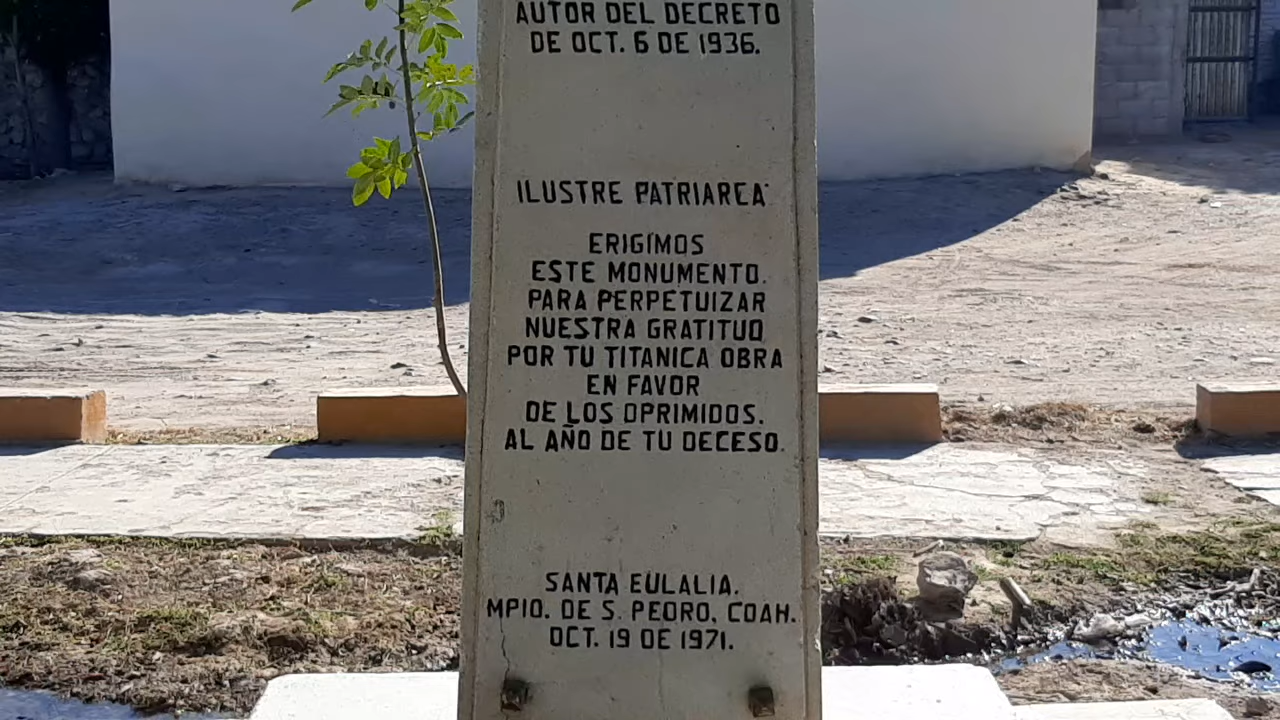 AUTOR DEL DECRETO
DE OCT. 6 DE 1936.
ILUSTRE PATRIARCA
ERIGIMOS
ESTE MONUMENTO.
PARA PERPETUIZAR
NUESTRA GRATITUD
POR TU TITANICA OBRA
EN FAVOR
DE LOS OPRIMIDOS.
AL AÑO DE TU DECESO.
SANTA EULALIA.
MPIO. DE S. PEDRO, COAH.
OCT. 19 DE 1971.